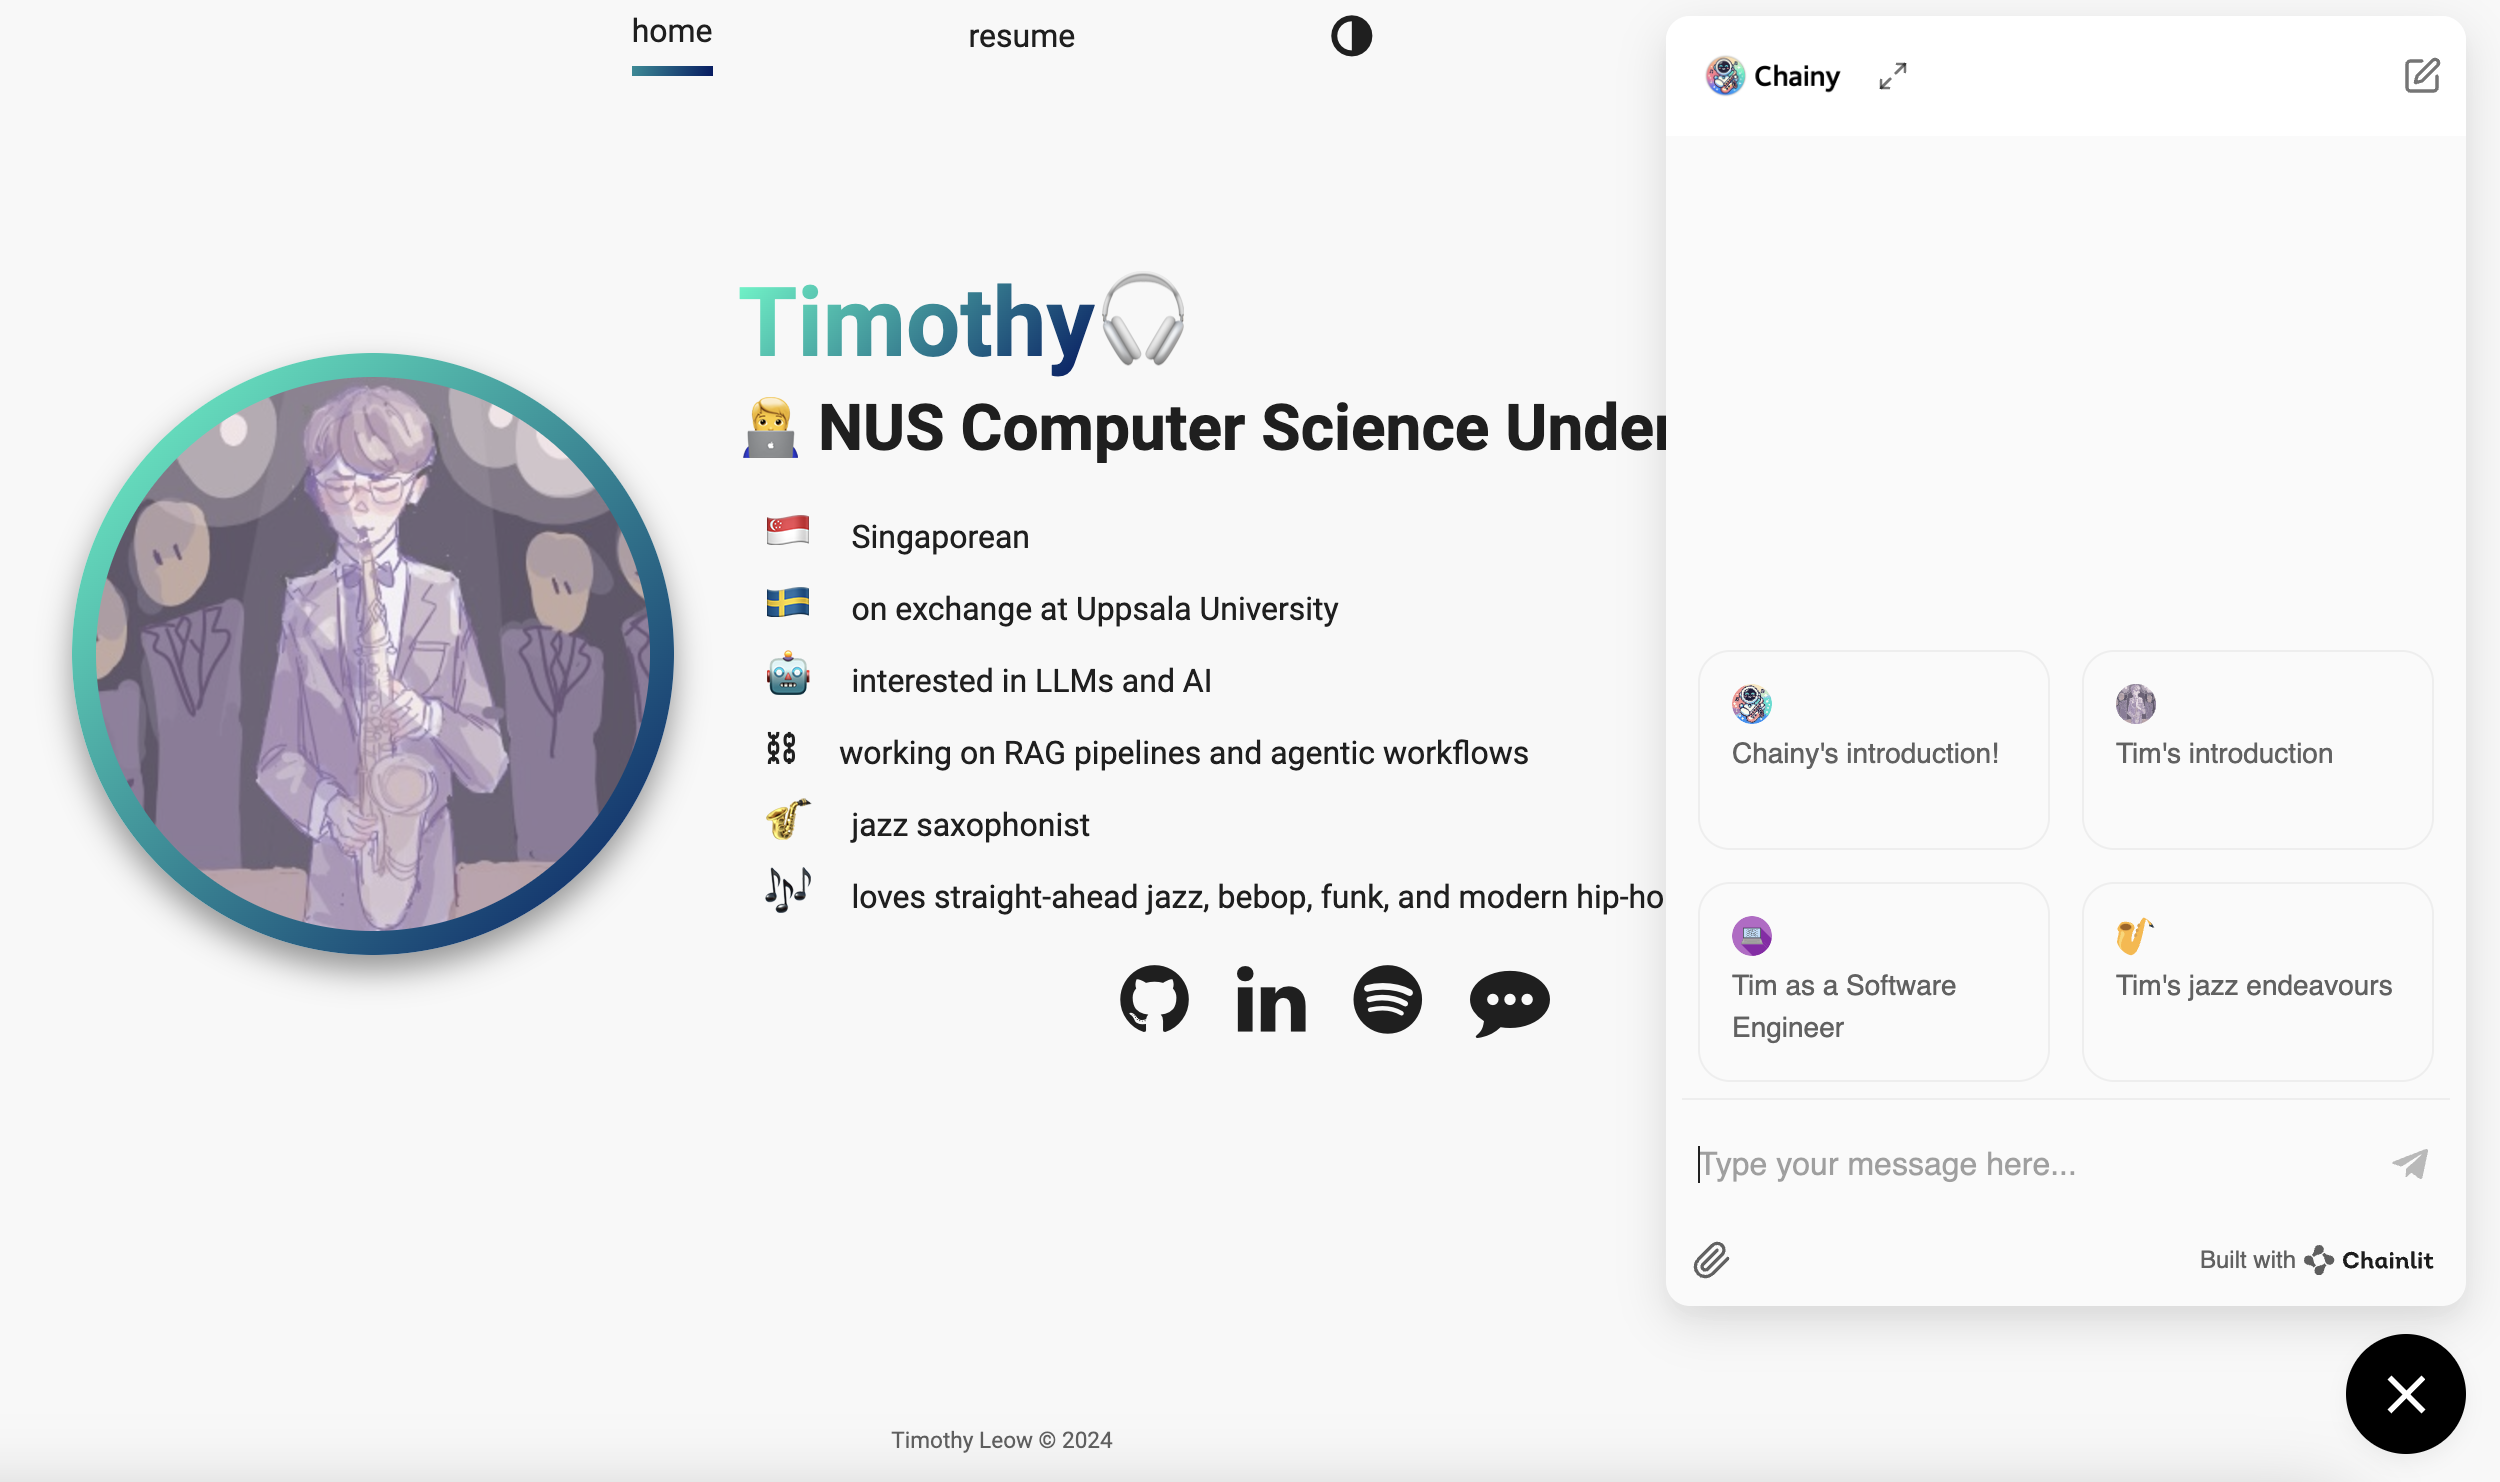 home
resume
Timothy
NUS Computer Science Under
Singaporean
on exchange at Uppsala University
interested in LLMs and AI
working on RAG pipelines and agentic workflows
jazz saxophonist
loves straight-ahead jazz, bebop, funk, and modern hip-ho
in
Timothy Leow © 2024
Chainy
Chainy's introduction!
Tim's introduction
Tim as a Software
Engineer
Tim's jazz endeavours
Type your message here...
Built with Chainlit